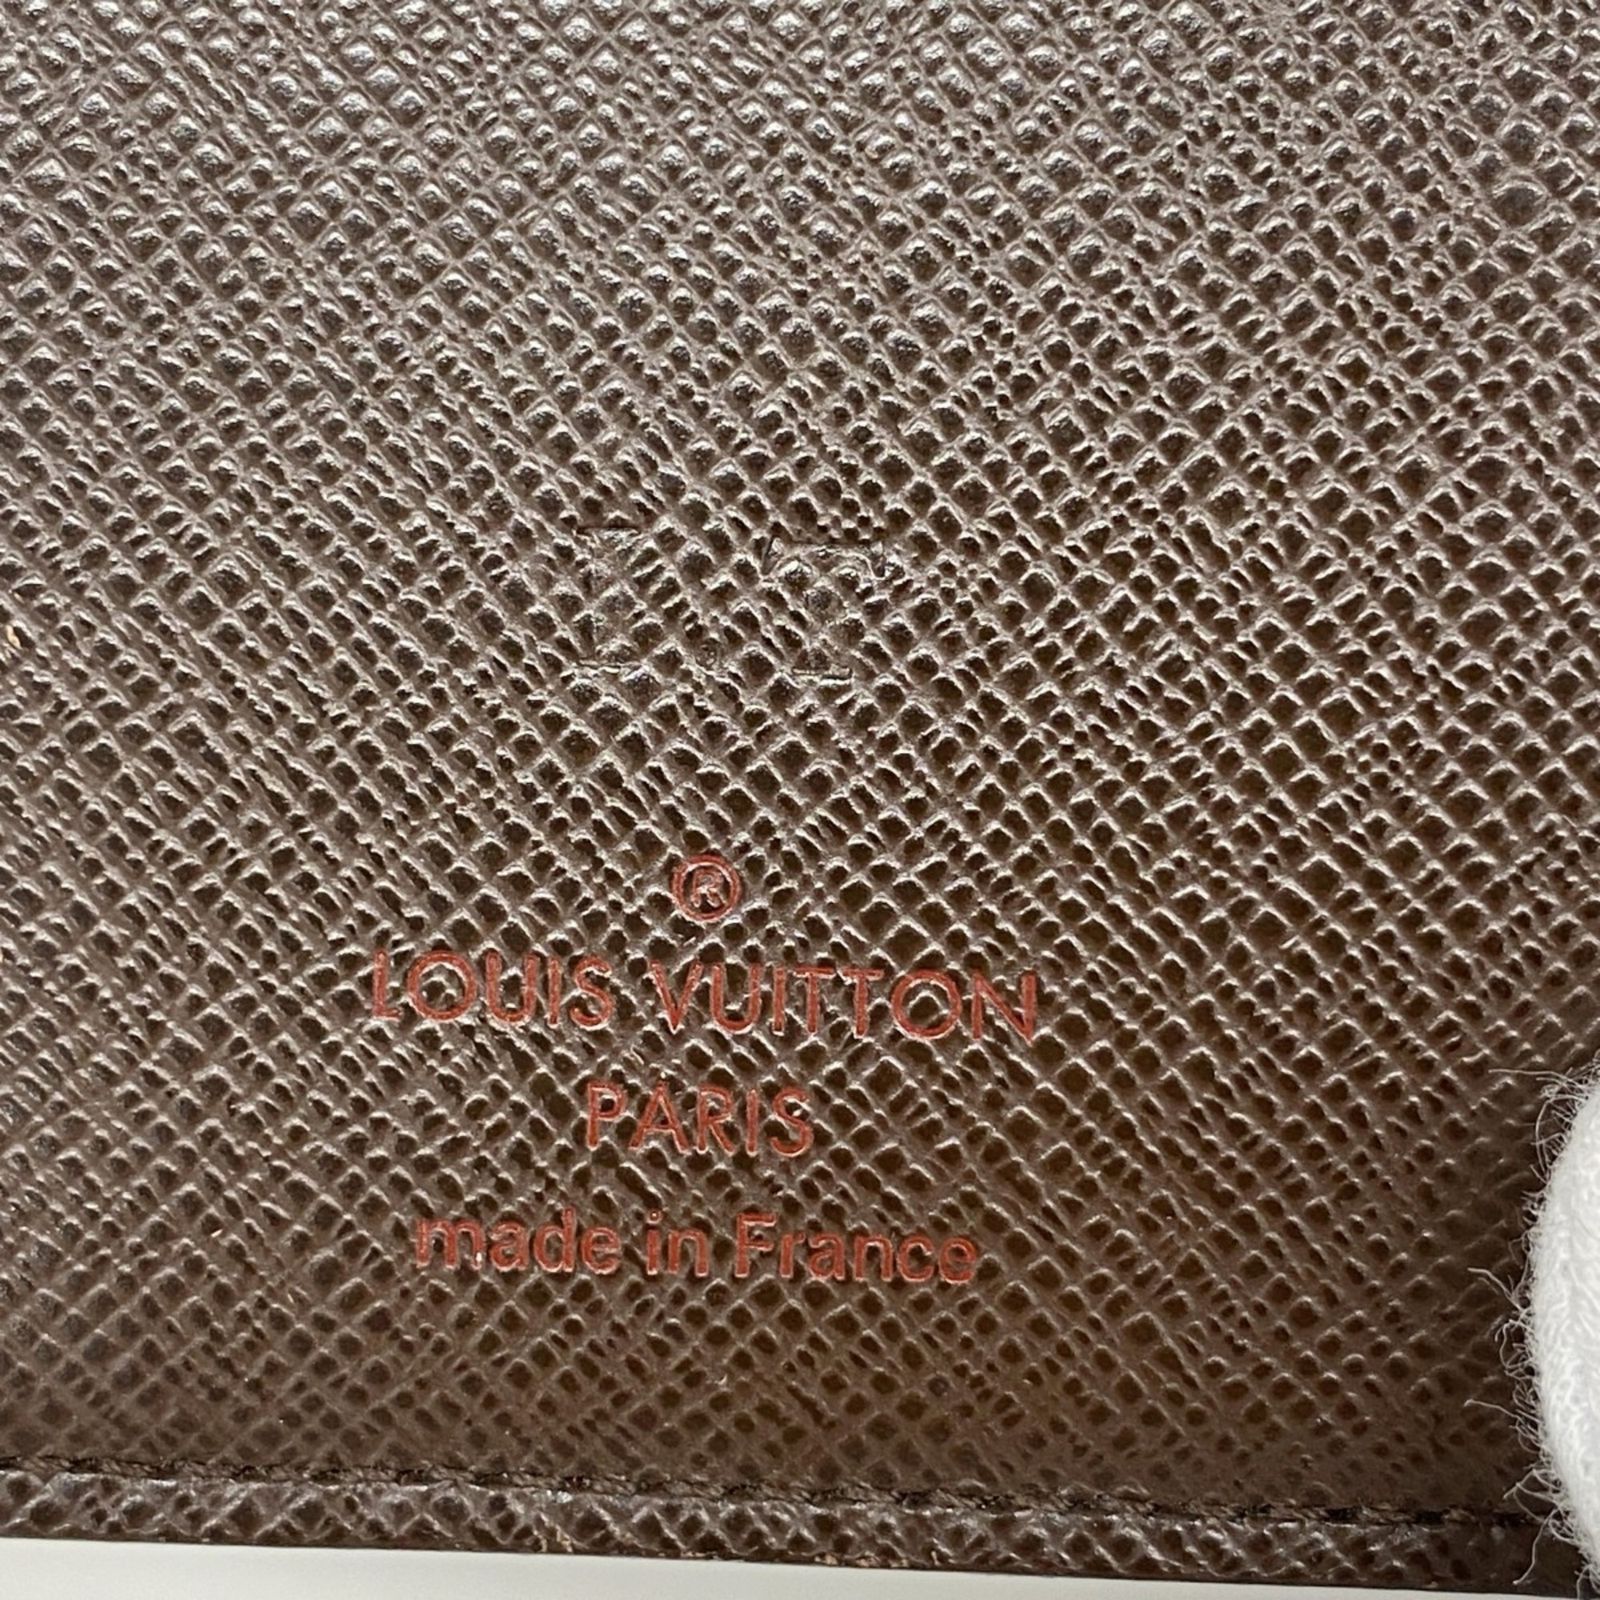 ®
LOUIS VUITTON
PARIS
made in France